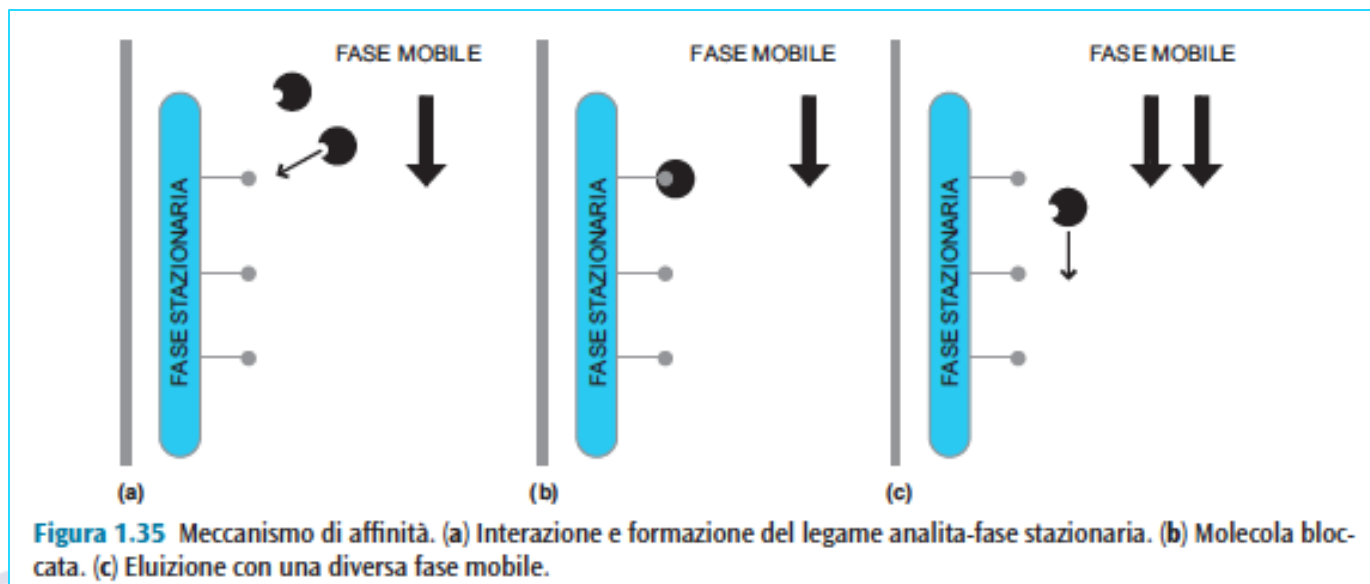 FASE MOBILE
FASE MOBILE
FASE MOBILE
FASE STAZIONARIA
FASE STAZIONARIA
FASE STAZIONARIA
(a)
(b)
(c)
Figura 1.35 Meccanismo di affinità. (a) Interazione e formazione del legame analita-fase stazionaria. (b) Molecola bloc-
cata. (c) Eluizione con una diversa fase mobile.